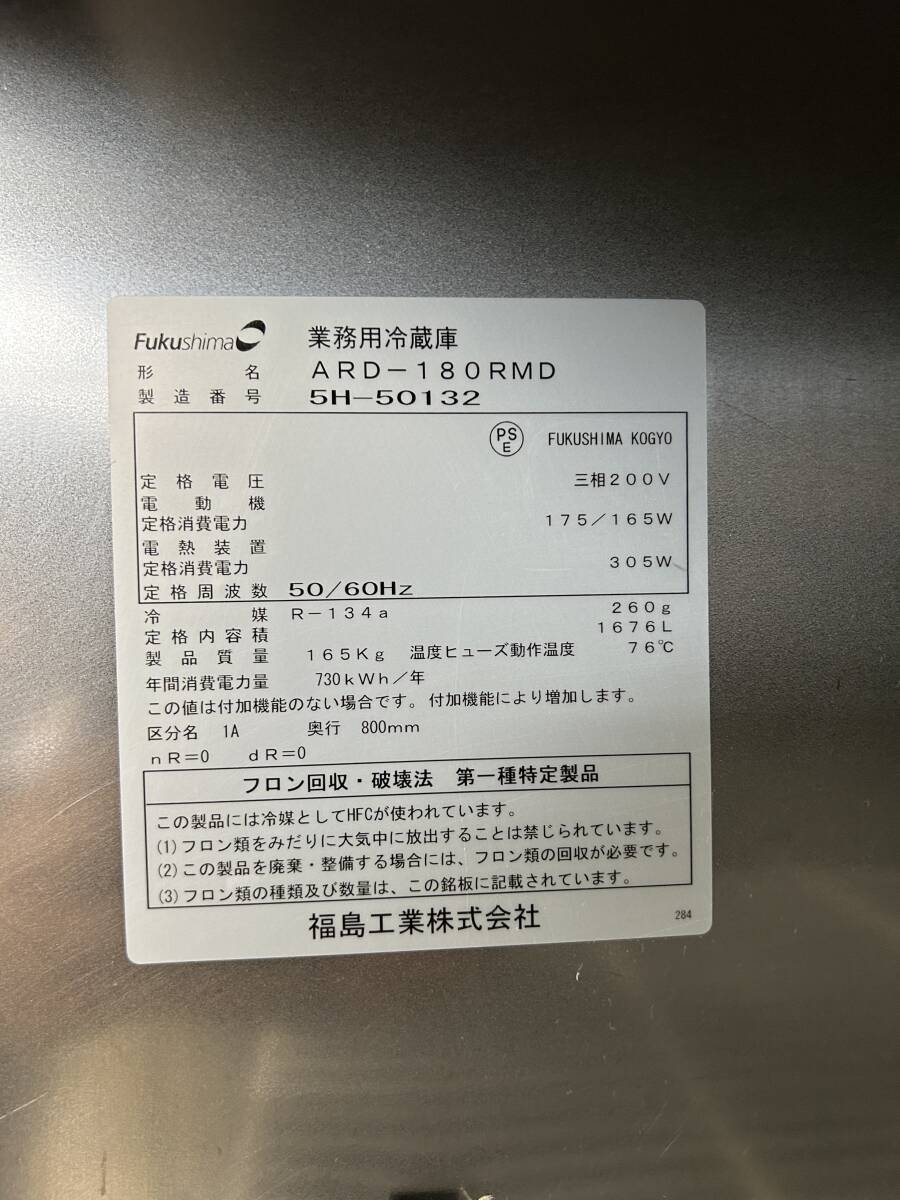 Fukushima 業務用冷蔵庫
形名 ARD-180RMD
製造番号 5H-50132
PS E FUKUSHIMA KOGYO
定格電圧 三相200V
電動機
定格消費電力 175/165W
電熱装置
定格消費電力 305W
定格周波数 50/60Hz
冷媒 R-134a 260g
定格内容積 1676L
製品質量 165Kg 温度ヒューズ動作温度 76℃
年間消費電力量 730kWh/年
この値は付加機能のない場合です。付加機能により増加します。
区分名 1A 奥行 800mm
nR=0 dR=0
フロン回収・破壊法 第一種特定製品
この製品には冷媒としてHFCが使われています。
(1)フロン類をみだりに大気中に放出することは禁じられています。
(2)この製品を廃棄・整備する場合には、フロン類の回収が必要です。
(3)フロン類の種類及び数量は、この銘板に記載されています。
福島工業株式会社 284